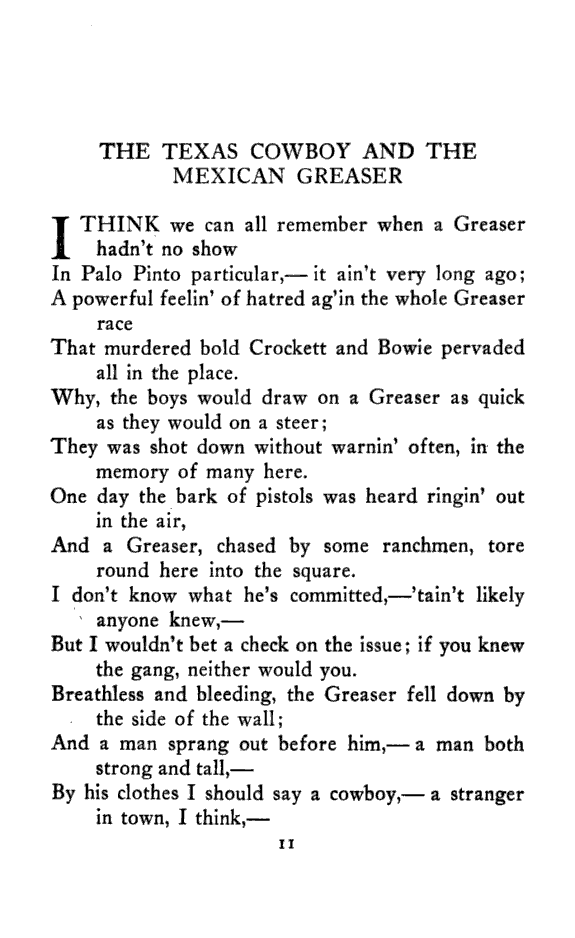 THE TEXAS COWBOY AND THE
MEXICAN GREASER
I THINK we can all remember when a Greaser
hadn't no show
In Palo Pinto particular,— it ain't very long ago;
A powerful feelin' of hatred ag'in the whole Greaser
race
That murdered bold Crockett and Bowie pervaded
all in the place.
Why, the boys would draw on a Greaser as quick
as they would on a steer;
They was shot down without warnin' often, in the
memory of many here.
One day the bark of pistols was heard ringin' out
in the air,
And a Greaser, chased by some ranchmen, tore
round here into the square.
I don't know what he's committed,—'tain't likely
anyone knew,—
But I wouldn't bet a check on the issue; if you knew
the gang, neither would you.
Breathless and bleeding, the Greaser fell down by
the side of the wall;
And a man sprang out before him,— a man both
strong and tall,—
By his clothes I should say a cowboy,— a stranger
in town, I think,—
11